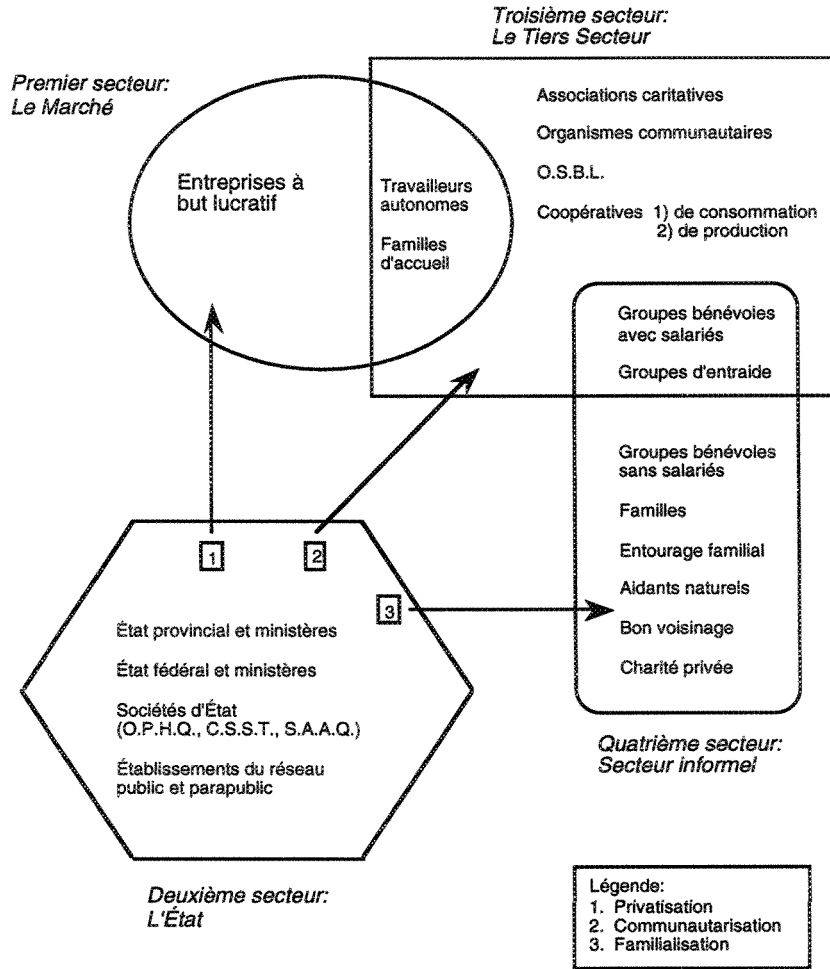 Troisième secteur:
Le Tiers Secteur
Premier secteur:
Le Marché
Associations caritatives
Organismes communautaires
O.S.B.L.
Coopératives 1) de consommation
2) de production
Entreprises à
but lucratif
Travailleurs
autonomes
Familles
d'accueil
Groupes bénévoles
avec salariés
Groupes d'entraide
Groupes bénévoles
sans salariés
Familles
Entourage familial
Aidants naturels
Bon voisinage
Charité privée
1
2
3
État provincial et ministères
État fédéral et ministères
Sociétés d'État
(O.P.H.Q., C.S.S.T., S.A.A.Q.)
Établissements du réseau
public et parapublic
Quatrième secteur:
Secteur informel
Deuxième secteur:
L'État
Légende:
1. Privatisation
2. Communautarisation
3. Familialisation